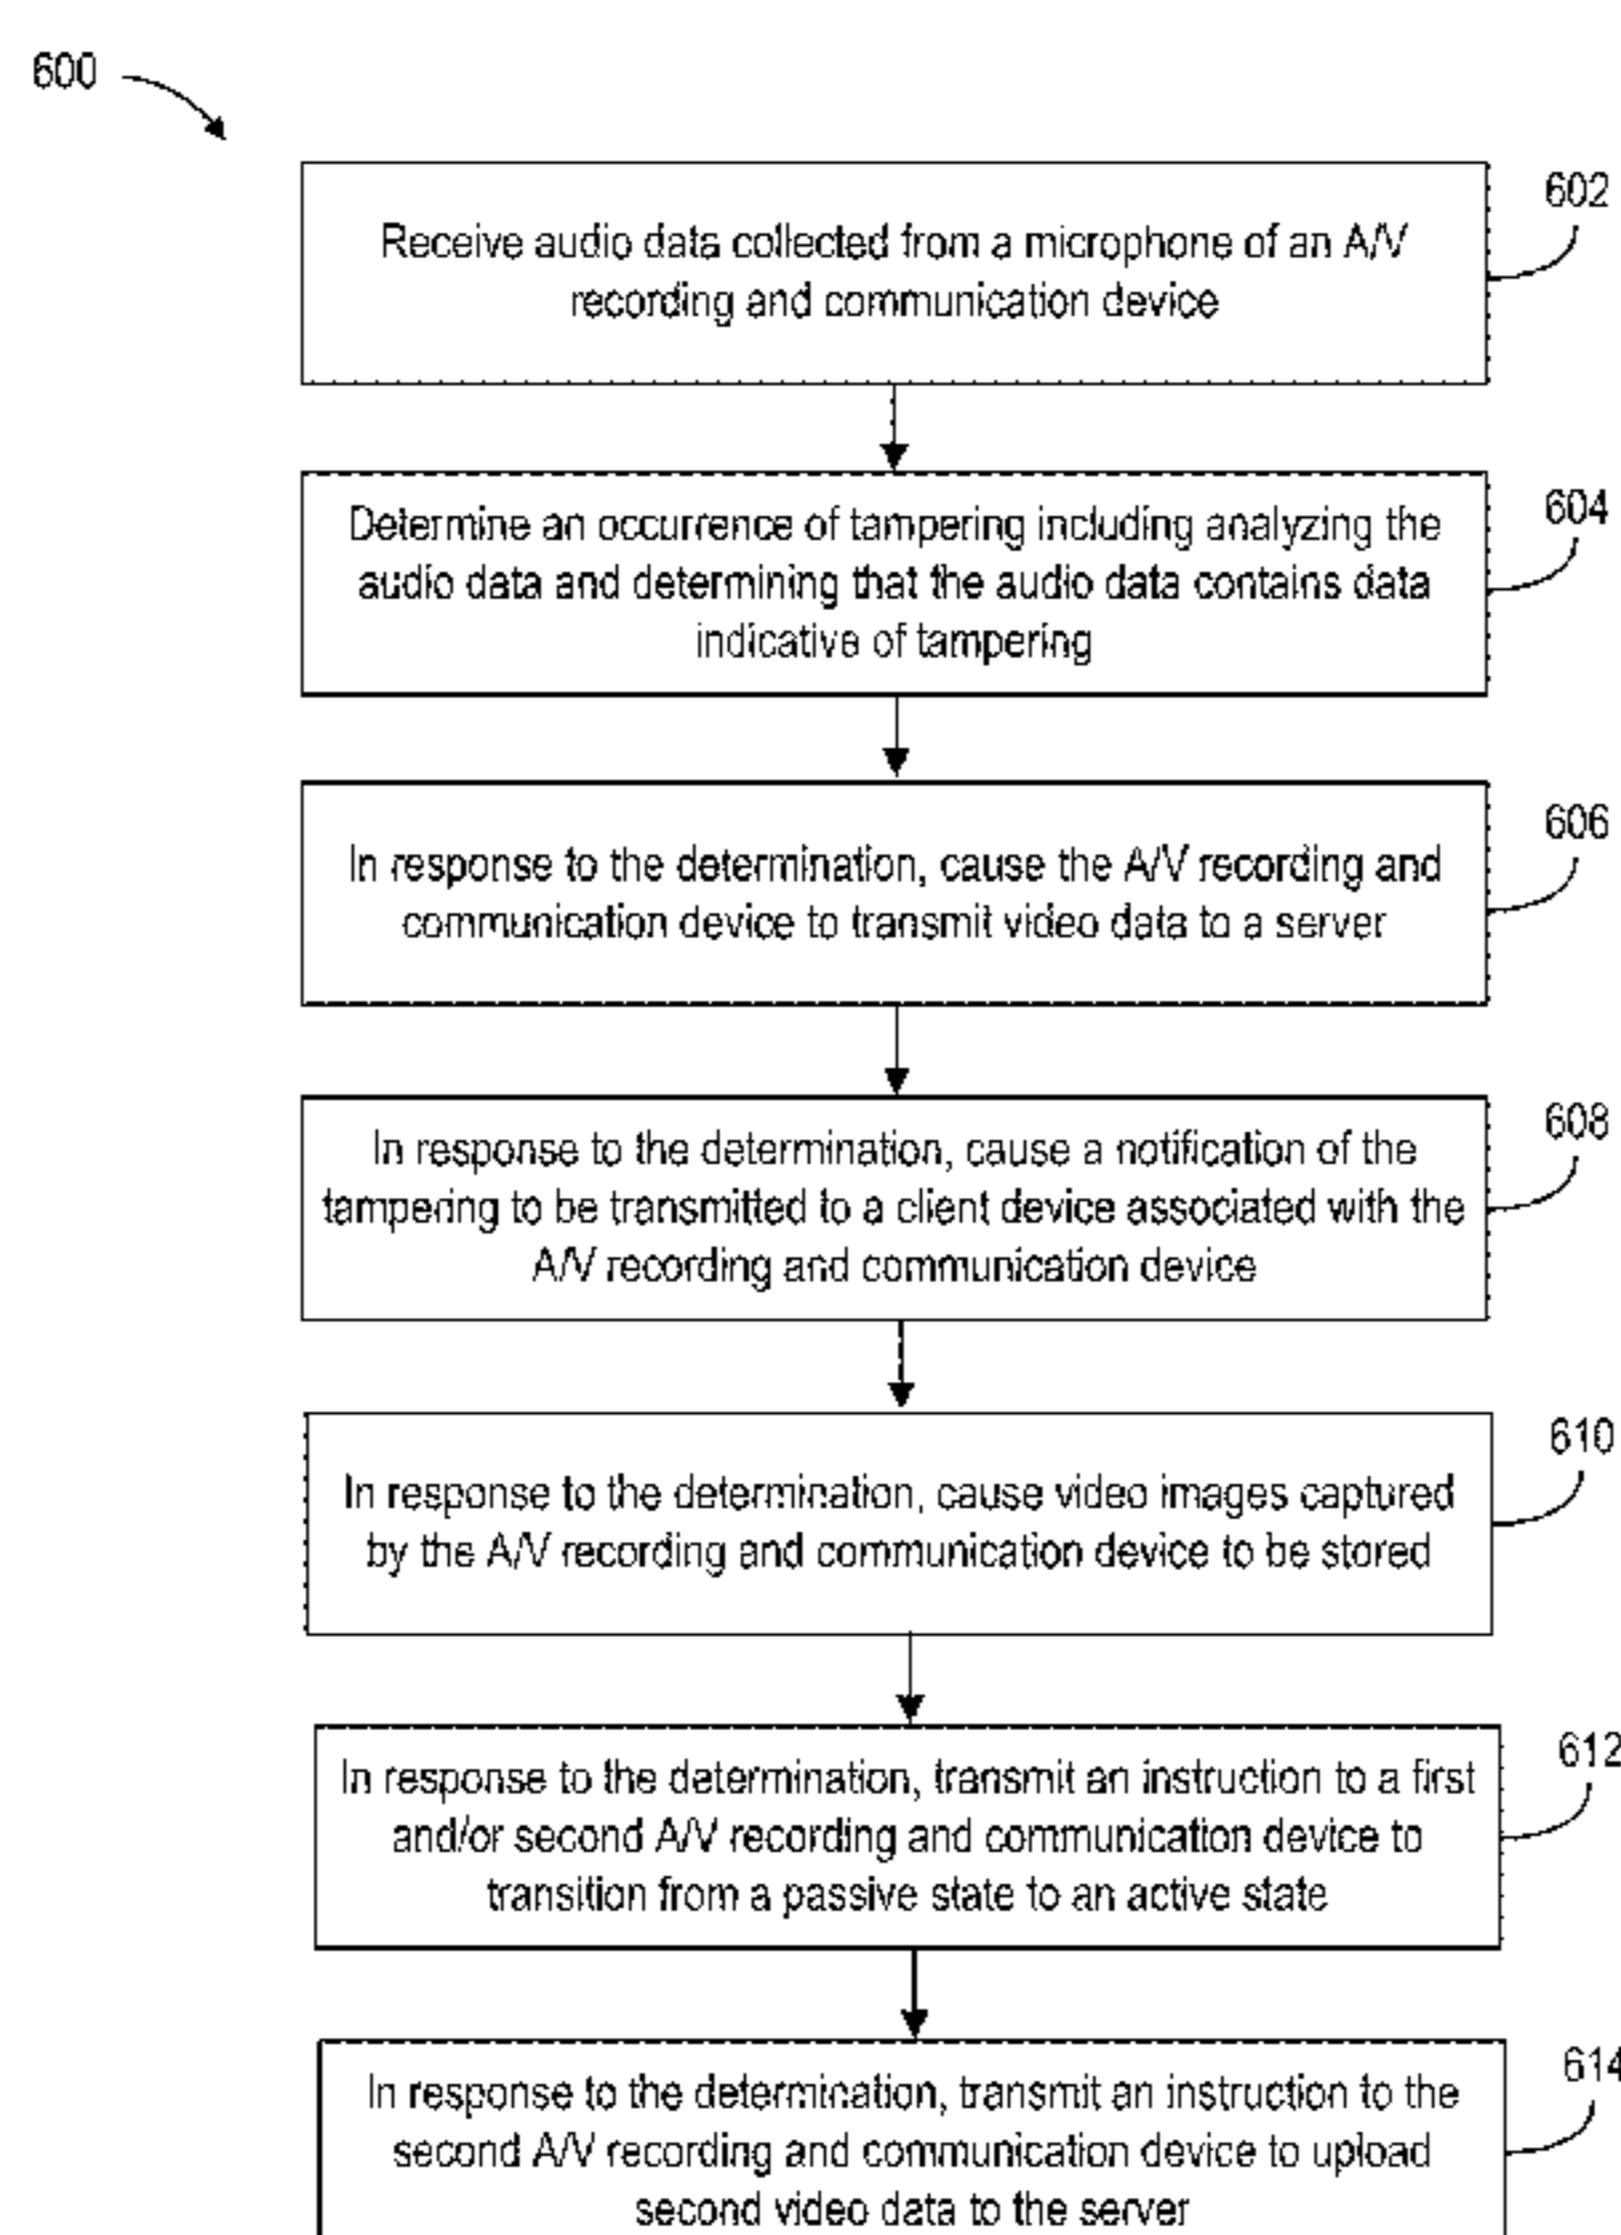 600
602
Receive audio data collected from a microphone of an A/V
recording and communication device
604
Determine an occurrence of tampering including analyzing the
audio data and determining that the audio data contains data
indicative of tampering
606
In response to the determination, cause the A/V recording and
communication device to transmit video data to a server
608
In response to the determination, cause a notification of the
tampering to be transmitted to a client device associated with the
A/V recording and communication device
610
In response to the determination, cause video images captured
by the A/V recording and communication device to be stored
612
In response to the determination, transmit an instruction to a first
and/or second A/V recording and communication device to
transition from a passive state to an active state
614
In response to the determination, transmit an instruction to the
second A/V recording and communication device to upload
second video data to the server